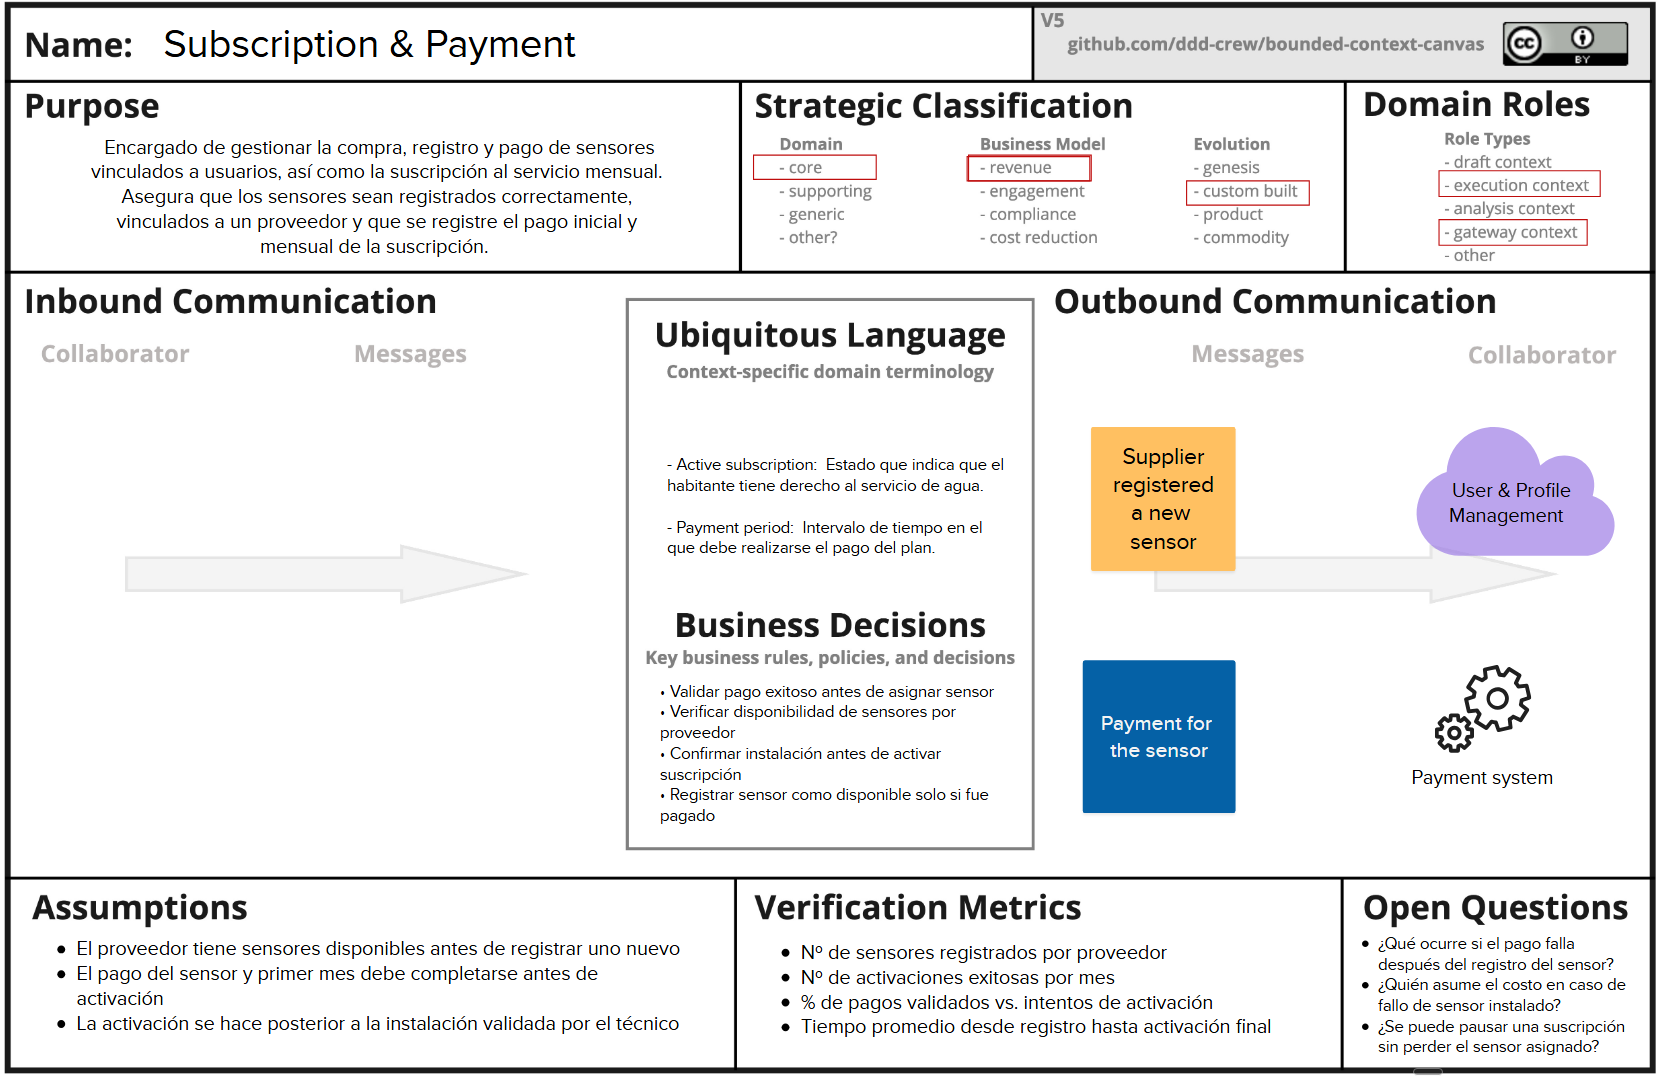 Name: Subscription & Payment
V5
github.com/ddd-crew/bounded-context-canvas
cc
BY
Purpose
Encargado de gestionar la compra, registro y pago de sensores
vinculados a usuarios, así como la suscripción al servicio mensual.
Asegura que los sensores sean registrados correctamente,
vinculados a un proveedor y que se registre el pago inicial y
mensual de la suscripción.
Strategic Classification
Domain
- core
- supporting
- generic
- other?
Business Model
- revenue
- engagement
- compliance
- cost reduction
Evolution
- genesis
- custom built
- product
- commodity
Domain Roles
Role Types
- draft context
- execution context
- analysis context
- gateway context
- other
Inbound Communication
Collaborator
Messages
Ubiquitous Language
Context-specific domain terminology
- Active subscription:  Estado que indica que el
habitante tiene derecho al servicio de agua.
- Payment period:  Intervalo de tiempo en el
que debe realizarse el pago del plan.
Business Decisions
Key business rules, policies, and decisions
• Validar pago exitoso antes de asignar sensor
• Verificar disponibilidad de sensores por
proveedor
• Confirmar instalación antes de activar
suscripción
• Registrar sensor como disponible solo si fue
pagado
Outbound Communication
Messages
Collaborator
Supplier
registered
a new
sensor
User & Profile
Management
Payment for
the sensor
Payment system
Assumptions
• El proveedor tiene sensores disponibles antes de registrar uno nuevo
• El pago del sensor y primer mes debe completarse antes de
activación
• La activación se hace posterior a la instalación validada por el técnico
Verification Metrics
• Nº de sensores registrados por proveedor
• Nº de activaciones exitosas por mes
• % de pagos validados vs. intentos de activación
• Tiempo promedio desde registro hasta activación final
Open Questions
• ¿Qué ocurre si el pago falla
después del registro del sensor?
• ¿Quién asume el costo en caso de
fallo de sensor instalado?
• ¿Se puede pausar una suscripción
sin perder el sensor asignado?